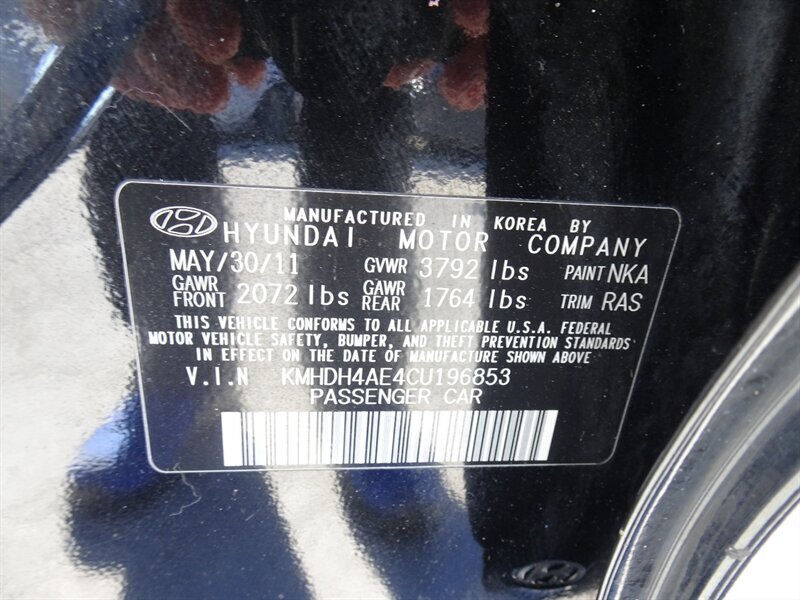 MANUFACTURED IN KOREA BY
HYUNDAI MOTOR COMPANY
MAY/30/11 GVWR 3792 lbs PAINT NKA
GAWR FRONT 2072 lbs GAWR REAR 1764 lbs TRIM RAS
THIS VEHICLE CONFORMS TO ALL APPLICABLE U.S.A. FEDERAL
MOTOR VEHICLE SAFETY, BUMPER, AND THEFT PREVENTION STANDARDS
IN EFFECT ON THE DATE OF MANUFACTURE SHOWN ABOVE
V.I.N KMHDH4AE4CU196853
PASSENGER CAR